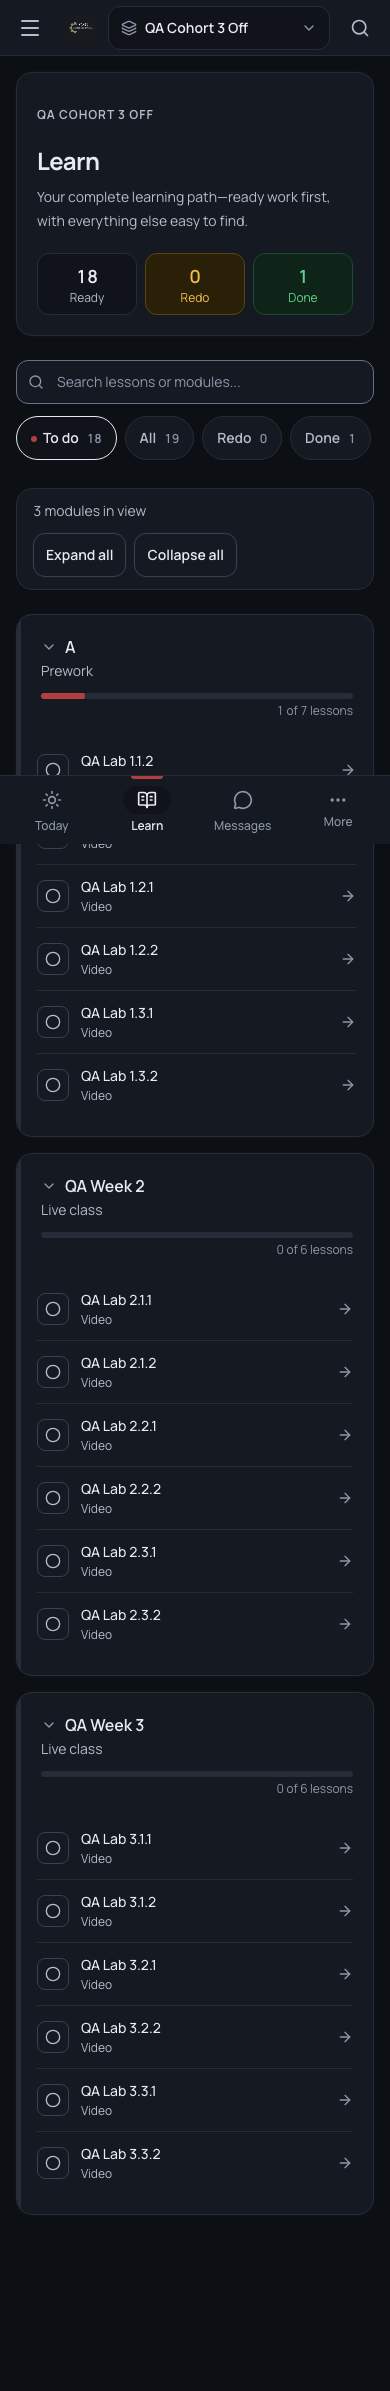 QA Cohort 3 Off
QA COHORT 3 OFF
Learn
Your complete learning path—ready work first,
with everything else easy to find.
18
Ready
0
Redo
1
Done
Search lessons or modules...
To do 18
All 19
Redo 0
Done 1
3 modules in view
Expand all
Collapse all
A
Prework
1 of 7 lessons
QA Lab 1.1.2
Today
Learn
Messages
More
Video
QA Lab 1.2.1
Video
QA Lab 1.2.2
Video
QA Lab 1.3.1
Video
QA Lab 1.3.2
Video
QA Week 2
Live class
0 of 6 lessons
QA Lab 2.1.1
Video
QA Lab 2.1.2
Video
QA Lab 2.2.1
Video
QA Lab 2.2.2
Video
QA Lab 2.3.1
Video
QA Lab 2.3.2
Video
QA Week 3
Live class
0 of 6 lessons
QA Lab 3.1.1
Video
QA Lab 3.1.2
Video
QA Lab 3.2.1
Video
QA Lab 3.2.2
Video
QA Lab 3.3.1
Video
QA Lab 3.3.2
Video